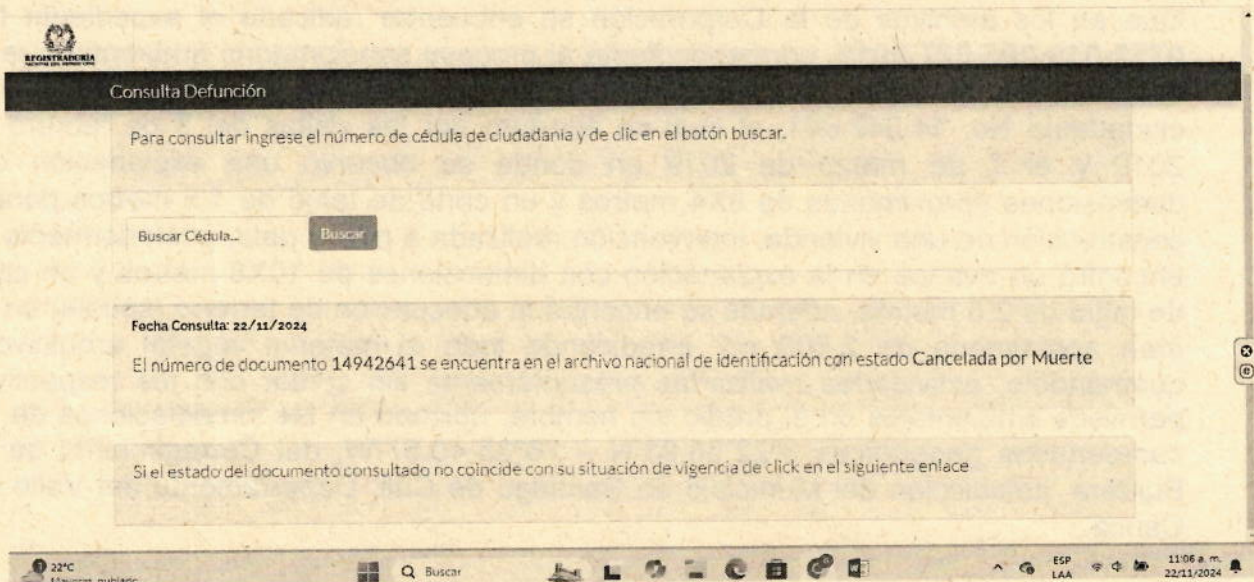 REGISTRADURÍA
Consulta Defunción
Para consultar ingrese el número de cédula de ciudadanía y de clic en el botón buscar.
Buscar Cédula... Buscar
Fecha Consulta: 22/11/2024
El número de documento 14942641 se encuentra en el archivo nacional de identificación con estado Cancelada por Muerte
Si el estado del documento consultado no coincide con su situación de vigencia de click en el siguiente enlace
22°C
Buscar
ESP
LAA
11:06 a. m.
22/11/2024